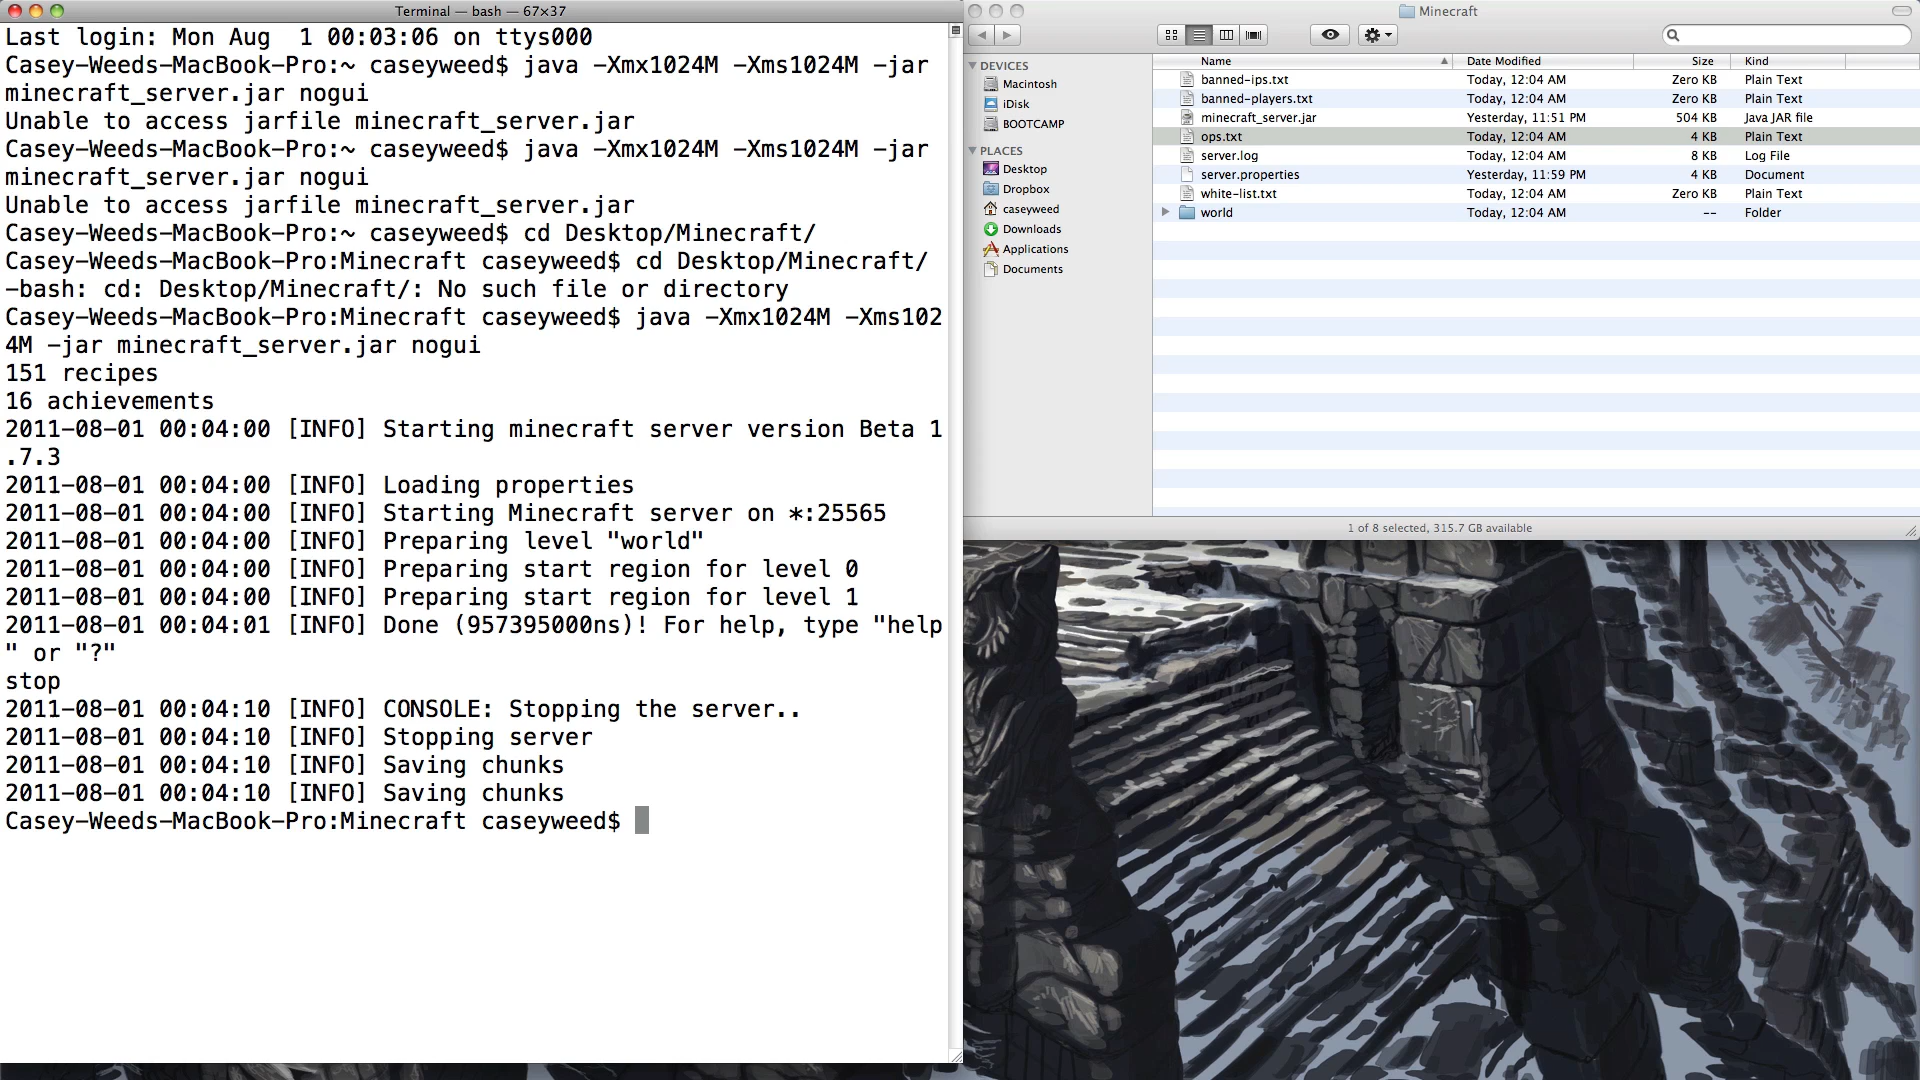 Terminal — bash — 67×37
Last login: Mon Aug  1 00:03:06 on ttys000
Casey-Weeds-MacBook-Pro:~ caseyweed$ java -Xmx1024M -Xms1024M -jar
minecraft_server.jar nogui
Unable to access jarfile minecraft_server.jar
Casey-Weeds-MacBook-Pro:~ caseyweed$ java -Xmx1024M -Xms1024M -jar
minecraft_server.jar nogui
Unable to access jarfile minecraft_server.jar
Casey-Weeds-MacBook-Pro:~ caseyweed$ cd Desktop/Minecraft/
Casey-Weeds-MacBook-Pro:Minecraft caseyweed$ cd Desktop/Minecraft/
-bash: cd: Desktop/Minecraft/: No such file or directory
Casey-Weeds-MacBook-Pro:Minecraft caseyweed$ java -Xmx1024M -Xms102
4M -jar minecraft_server.jar nogui
151 recipes
16 achievements
2011-08-01 00:04:00 [INFO] Starting minecraft server version Beta 1
.7.3
2011-08-01 00:04:00 [INFO] Loading properties
2011-08-01 00:04:00 [INFO] Starting Minecraft server on *:25565
2011-08-01 00:04:00 [INFO] Preparing level "world"
2011-08-01 00:04:00 [INFO] Preparing start region for level 0
2011-08-01 00:04:00 [INFO] Preparing start region for level 1
2011-08-01 00:04:01 [INFO] Done (957395000ns)! For help, type "help
" or "?"
stop
2011-08-01 00:04:10 [INFO] CONSOLE: Stopping the server..
2011-08-01 00:04:10 [INFO] Stopping server
2011-08-01 00:04:10 [INFO] Saving chunks
2011-08-01 00:04:10 [INFO] Saving chunks
Casey-Weeds-MacBook-Pro:Minecraft caseyweed$
Minecraft
DEVICES
Macintosh
iDisk
BOOTCAMP
PLACES
Desktop
Dropbox
caseyweed
Downloads
Applications
Documents
Name Date Modified Size Kind
banned-ips.txt Today, 12:04 AM Zero KB Plain Text
banned-players.txt Today, 12:04 AM Zero KB Plain Text
minecraft_server.jar Yesterday, 11:51 PM 504 KB Java JAR file
ops.txt Today, 12:04 AM 4 KB Plain Text
server.log Today, 12:04 AM 8 KB Log File
server.properties Yesterday, 11:59 PM 4 KB Document
white-list.txt Today, 12:04 AM Zero KB Plain Text
world Today, 12:04 AM -- Folder
1 of 8 selected, 315.7 GB available